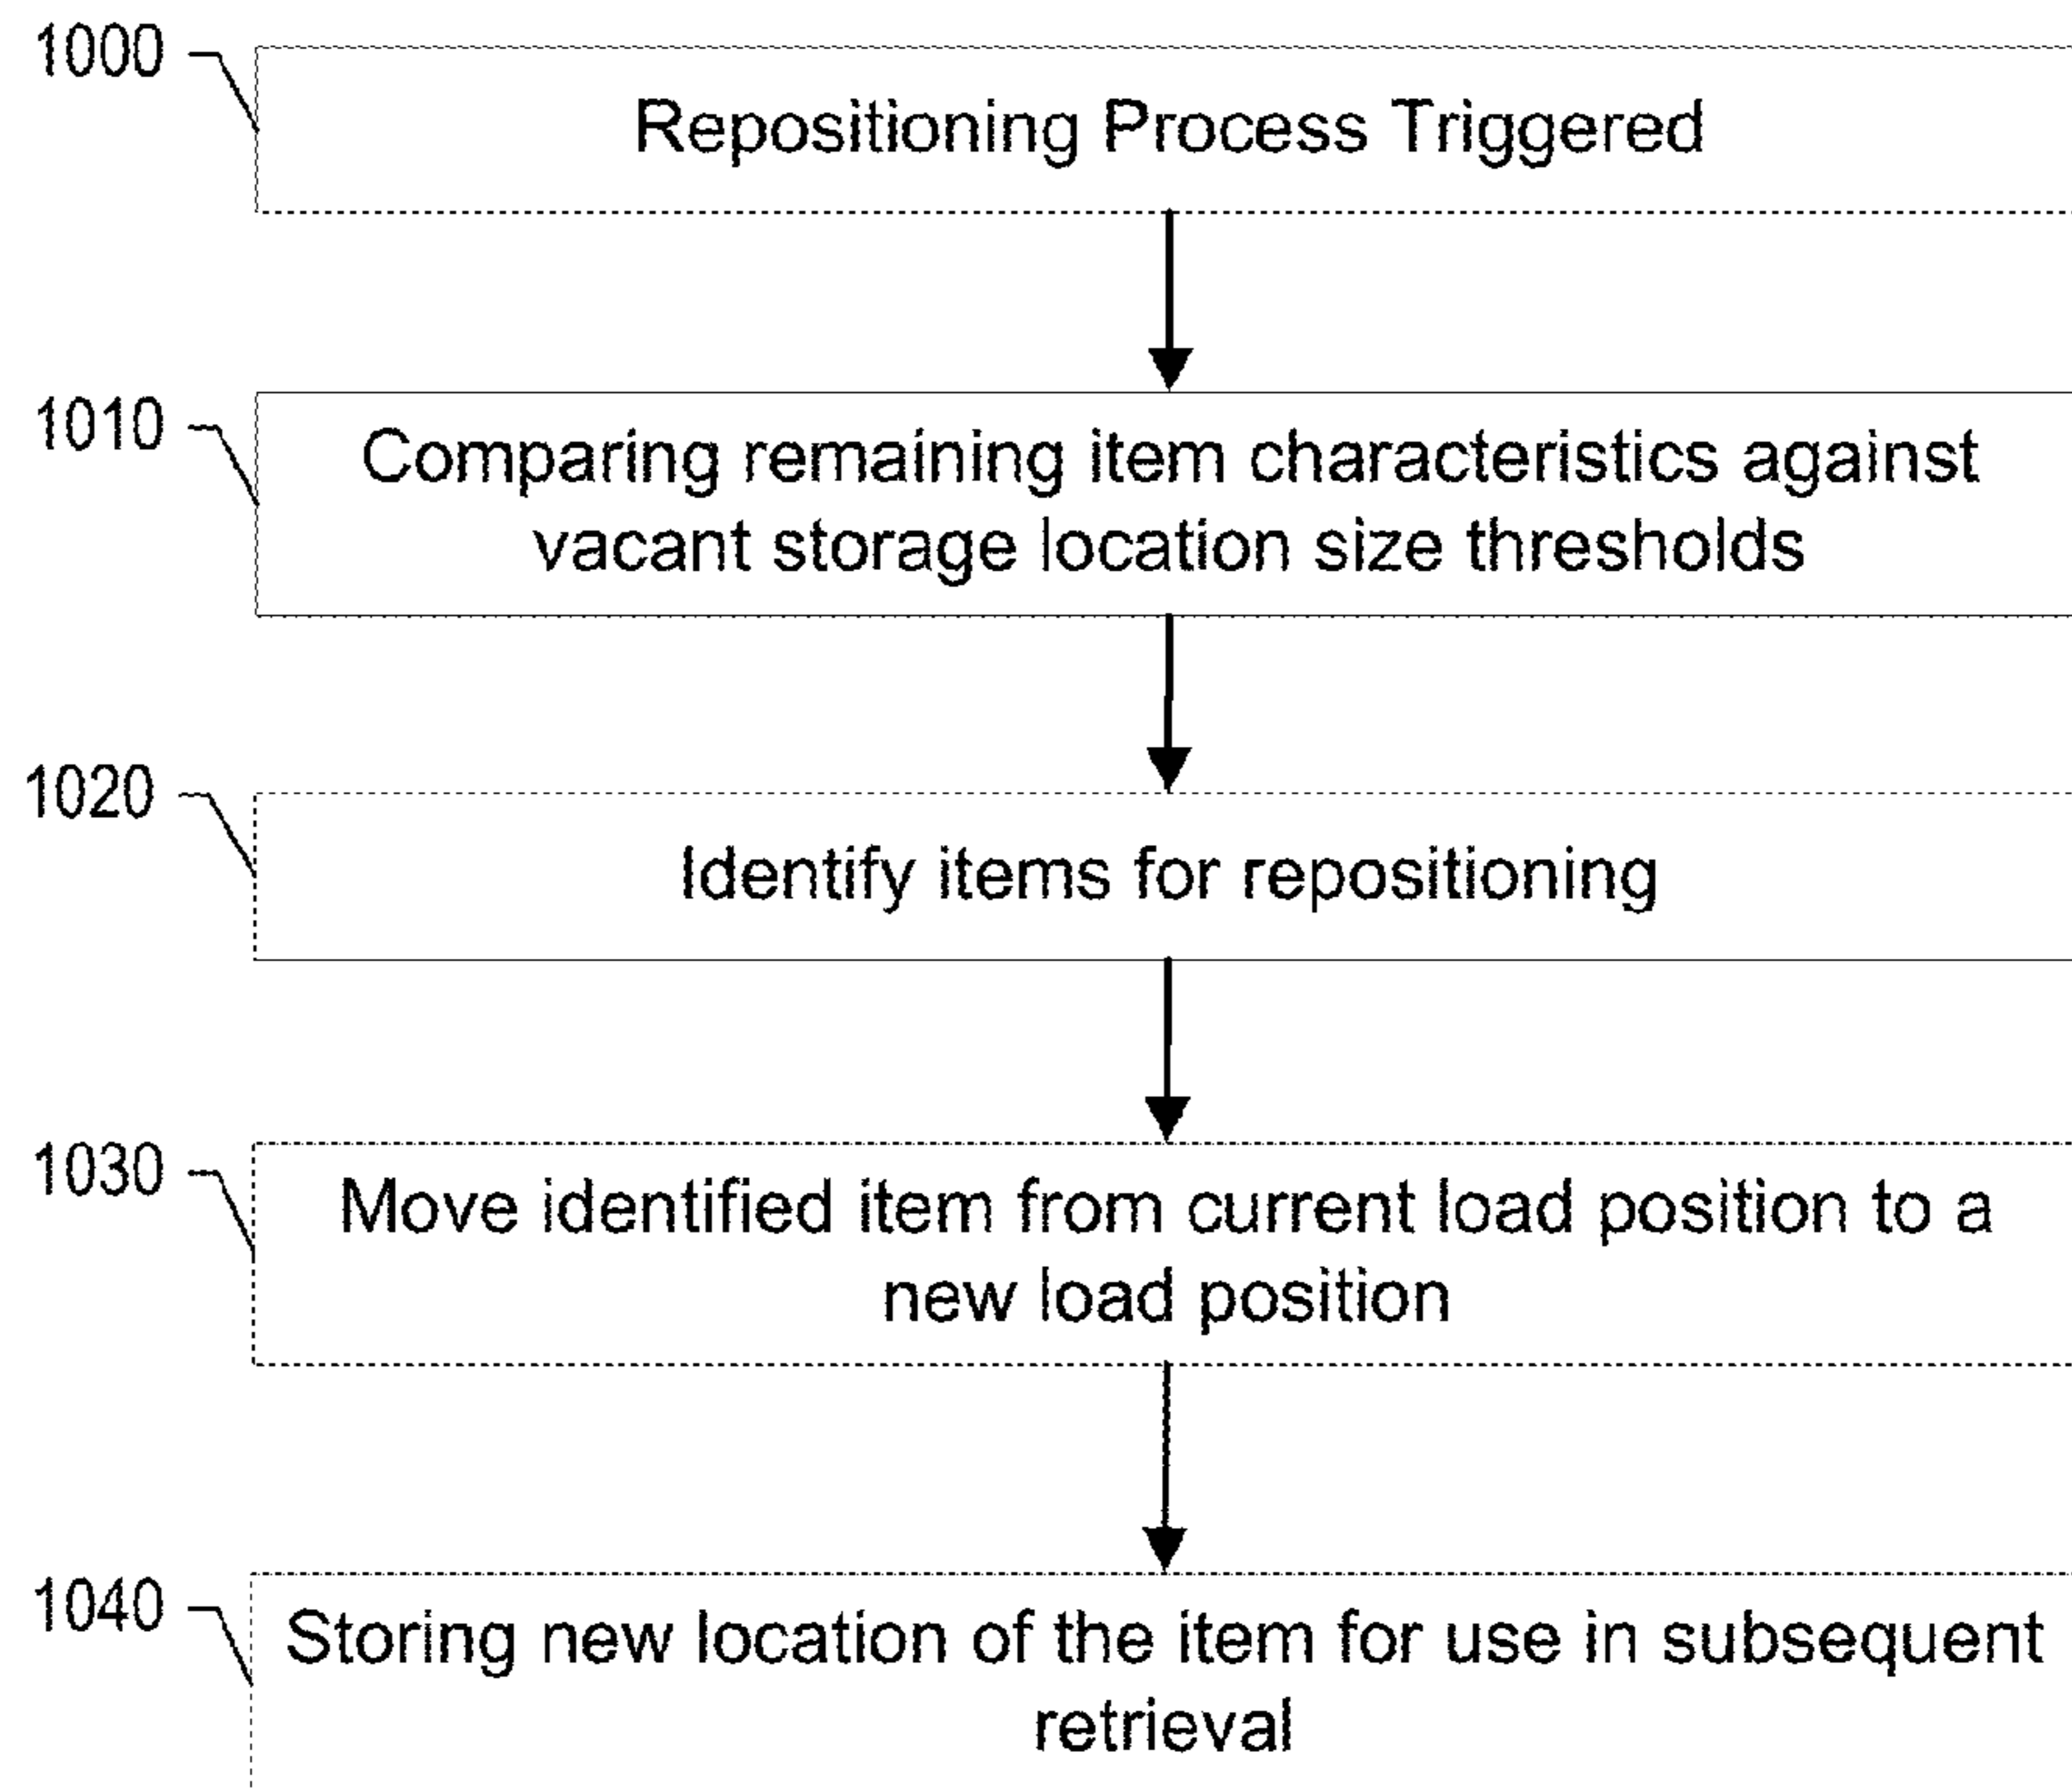 1000
Repositioning Process Triggered
1010
Comparing remaining item characteristics against
vacant storage location size thresholds
1020
Identify items for repositioning
1030
Move identified item from current load position to a
new load position
1040
Storing new location of the item for use in subsequent
retrieval